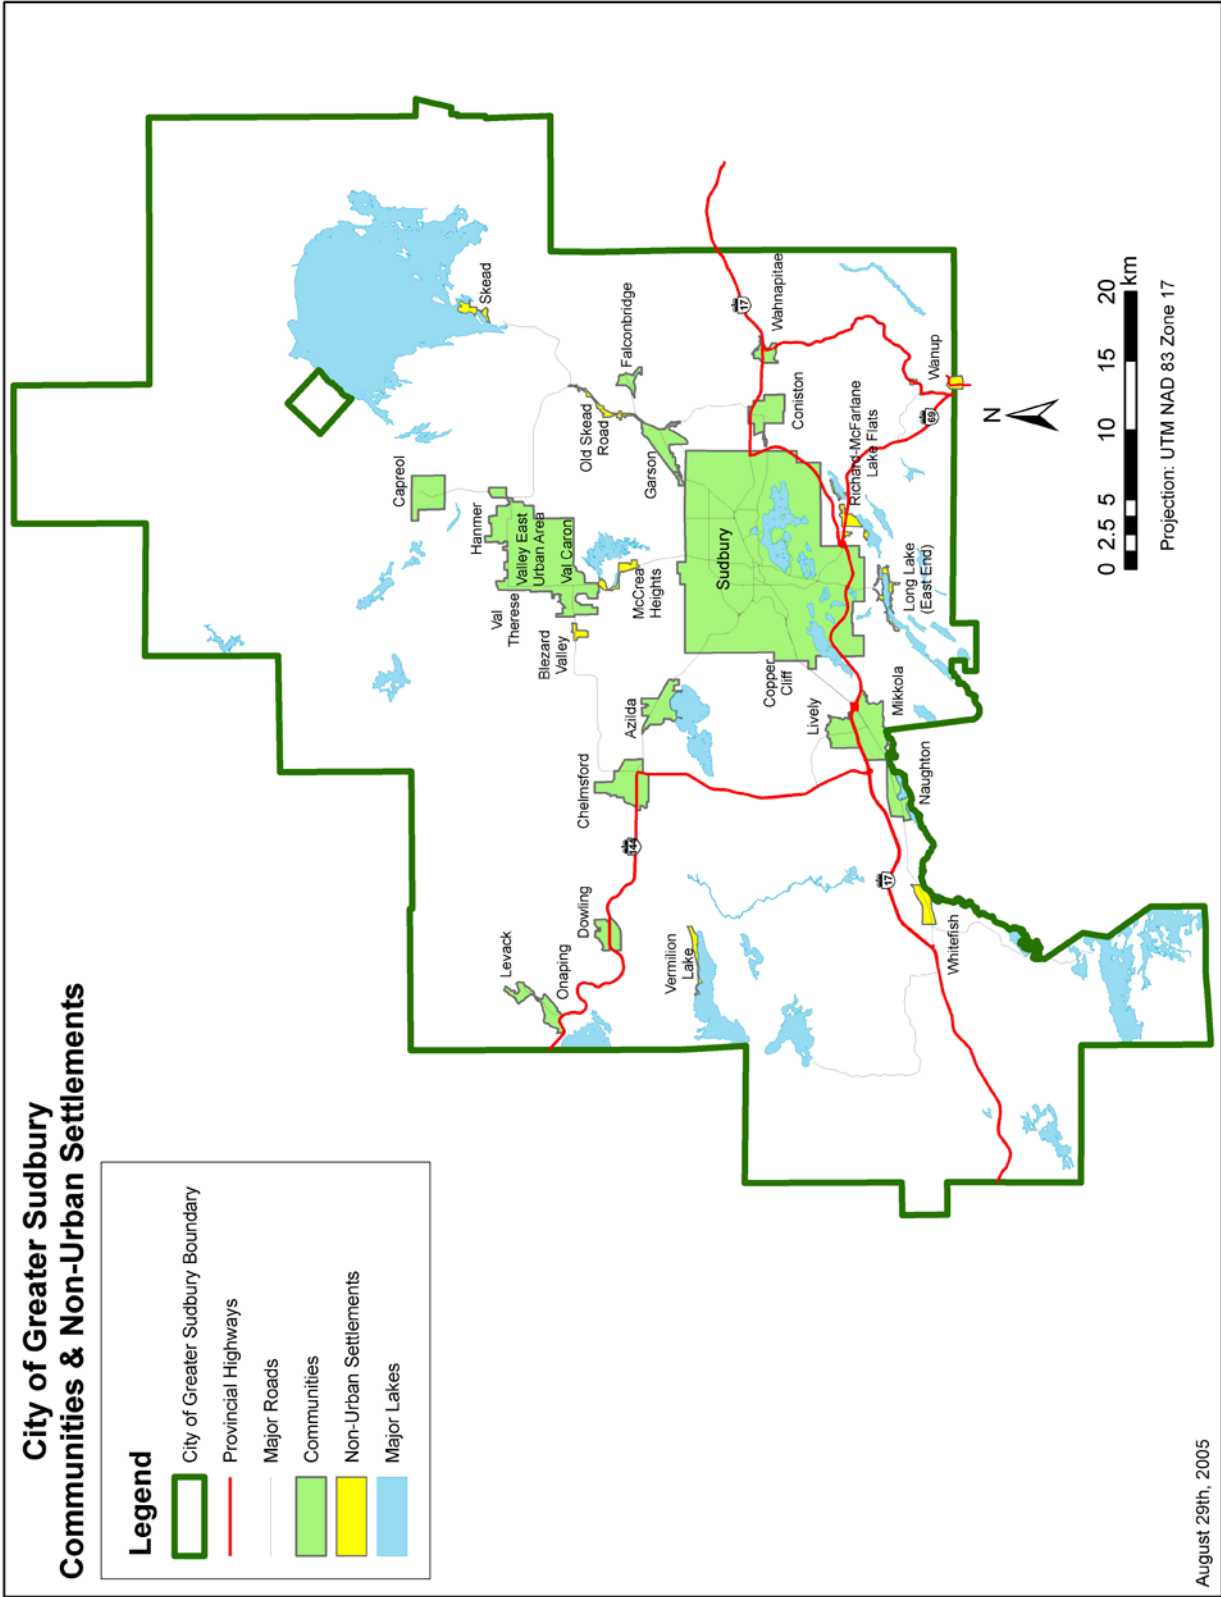 City of Greater Sudbury
Communities & Non-Urban Settlements
Legend
City of Greater Sudbury Boundary
Provincial Highways
Major Roads
Communities
Non-Urban Settlements
Major Lakes
Capreol
Skead
Hanmer
Valley East
Urban Area
Val
Therese
Val Caron
Blezard
Valley
McCrea
Heights
Old Skead
Road
Falconbridge
Garson
Levack
Onaping
Dowling
144
Chelmsford
Azilda
Sudbury
Wahnapitae
17
Coniston
Vermilion
Lake
Copper
Cliff
Lively
Mikkola
Naughton
17
Whitefish
Richard-McFarlane
Lake Flats
Long Lake
(East End)
69
Wanup
N
0 2.5 5 10 15 20
km
Projection: UTM NAD 83 Zone 17
August 29th, 2005